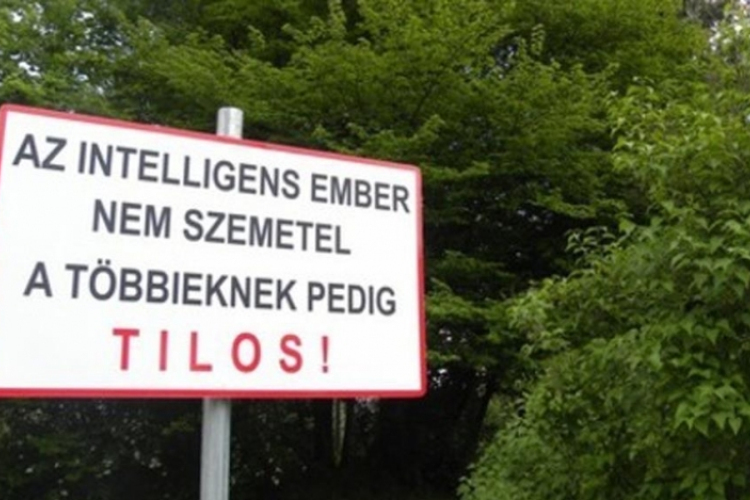 AZ INTELLIGENS EMBER
NEM SZEMETEL
A TÖBBIEKNEK PEDIG
TILOS!